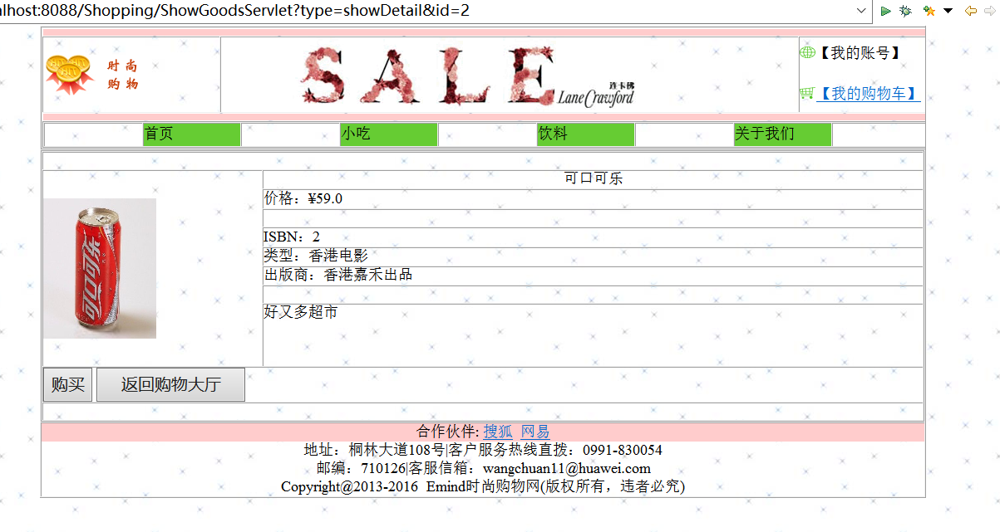 lhost:8088/Shopping/ShowGoodsServlet?type=showDetail&id=2
时 尚
购 物
SALE
连卡佛
Lane Crawford
【我的账号】
【我的购物车】
首页 小吃 饮料 关于我们
可口可乐
价格：¥59.0
ISBN：2
类型：香港电影
出版商：香港嘉禾出品
好又多超市
可口可乐
购买 返回购物大厅
合作伙伴: 搜狐 网易
地址：桐林大道108号|客户服务热线直拨：0991-830054
邮编：710126|客服信箱：wangchuan11@huawei.com
Copyright@2013-2016 Emind时尚购物网(版权所有，违者必究)